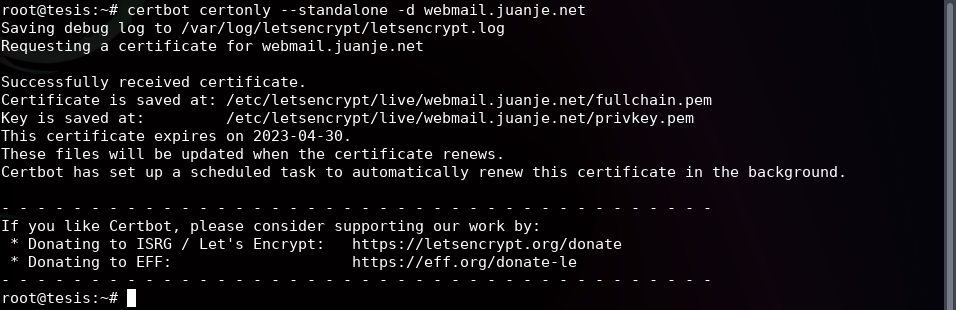 root@tesis:~# certbot certonly --standalone -d webmail.juanje.net
Saving debug log to /var/log/letsencrypt/letsencrypt.log
Requesting a certificate for webmail.juanje.net

Successfully received certificate.
Certificate is saved at: /etc/letsencrypt/live/webmail.juanje.net/fullchain.pem
Key is saved at:         /etc/letsencrypt/live/webmail.juanje.net/privkey.pem
This certificate expires on 2023-04-30.
These files will be updated when the certificate renews.
Certbot has set up a scheduled task to automatically renew this certificate in the background.

- - - - - - - - - - - - - - - - - - - - - - - - - - - - - - - - - - - - - - - -
If you like Certbot, please consider supporting our work by:
 * Donating to ISRG / Let's Encrypt:   https://letsencrypt.org/donate
 * Donating to EFF:                    https://eff.org/donate-le
- - - - - - - - - - - - - - - - - - - - - - - - - - - - - - - - - - - - - - - -
root@tesis:~#